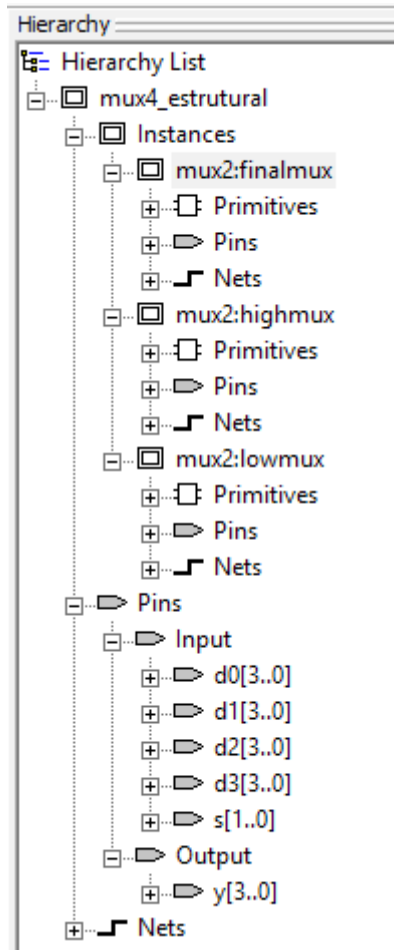 Hierarchy
Hierarchy List
mux4_estrutural
Instances
mux2:finalmux
Primitives
Pins
Nets
mux2:highmux
Primitives
Pins
Nets
mux2:lowmux
Primitives
Pins
Nets
Pins
Input
d0[3..0]
d1[3..0]
d2[3..0]
d3[3..0]
s[1..0]
Output
y[3..0]
Nets